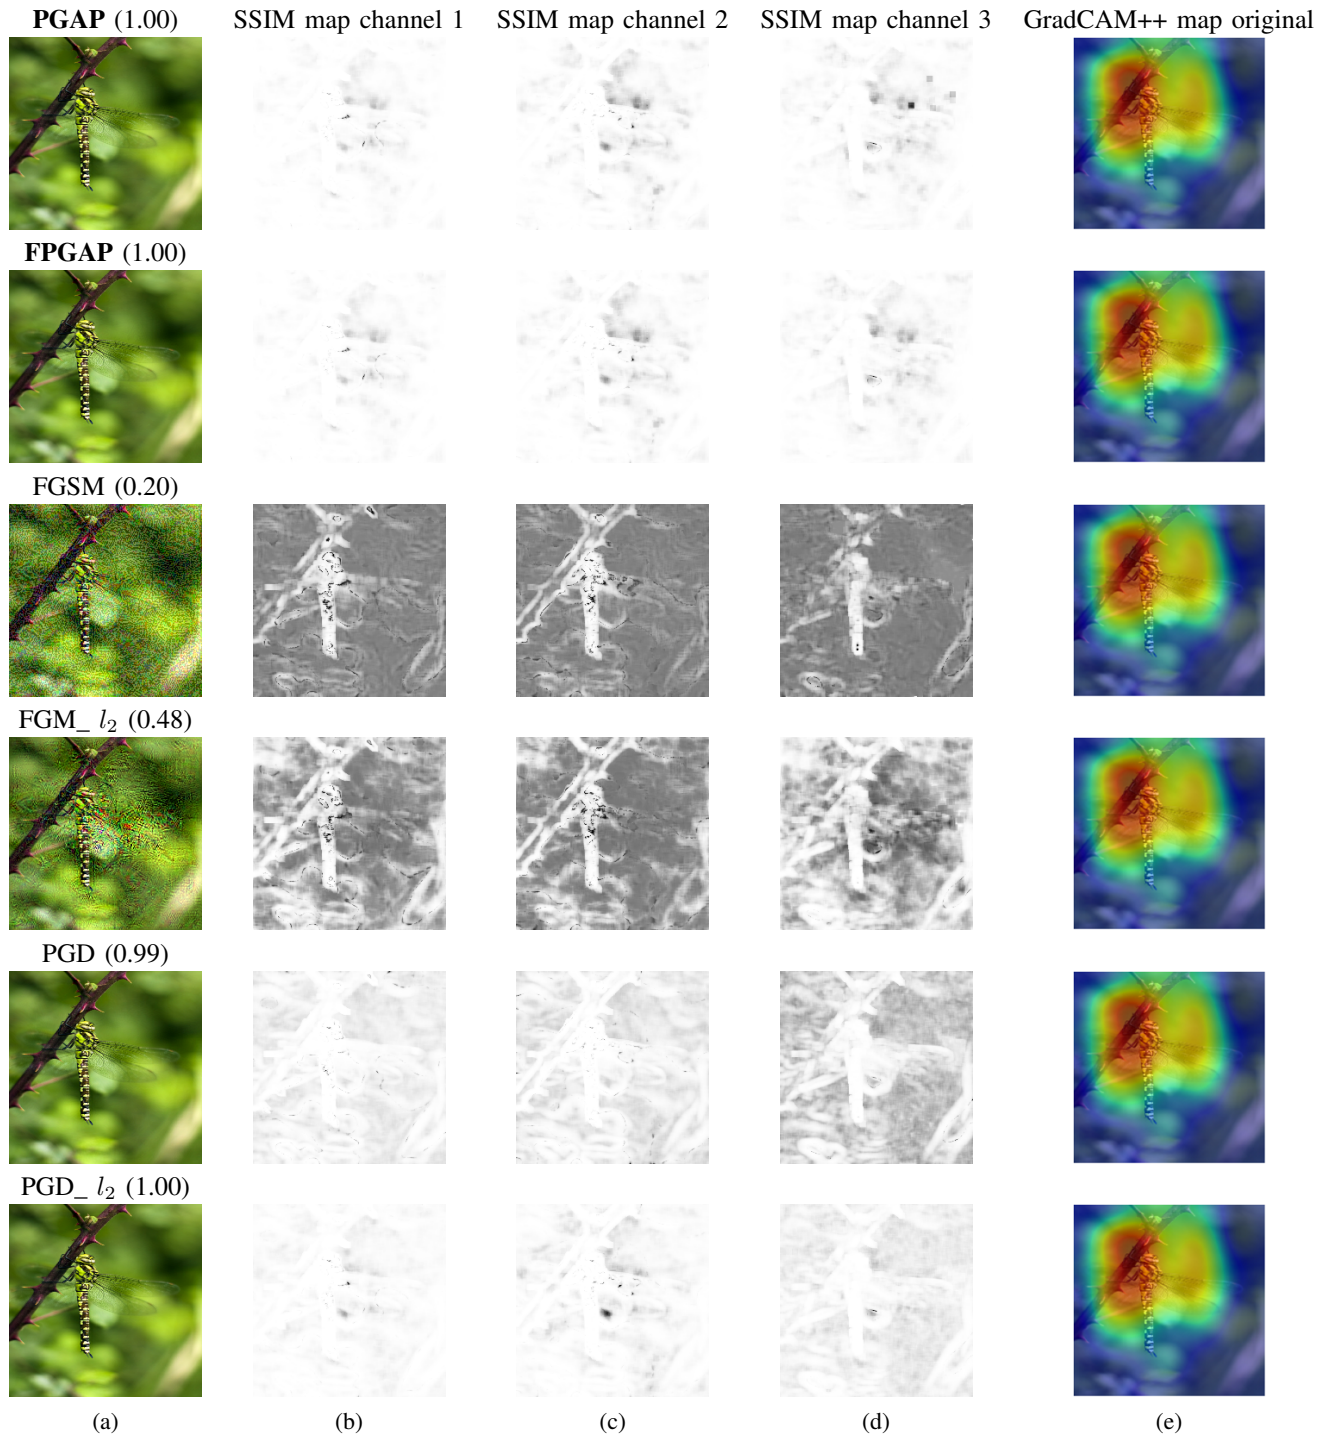 PGAP (1.00) SSIM map channel 1 SSIM map channel 2 SSIM map channel 3 GradCAM++ map original
FPGAP (1.00)
FGSM (0.20)
FGM_ l₂ (0.48)
PGD (0.99)
PGD_ l₂ (1.00)
(a) (b) (c) (d) (e)